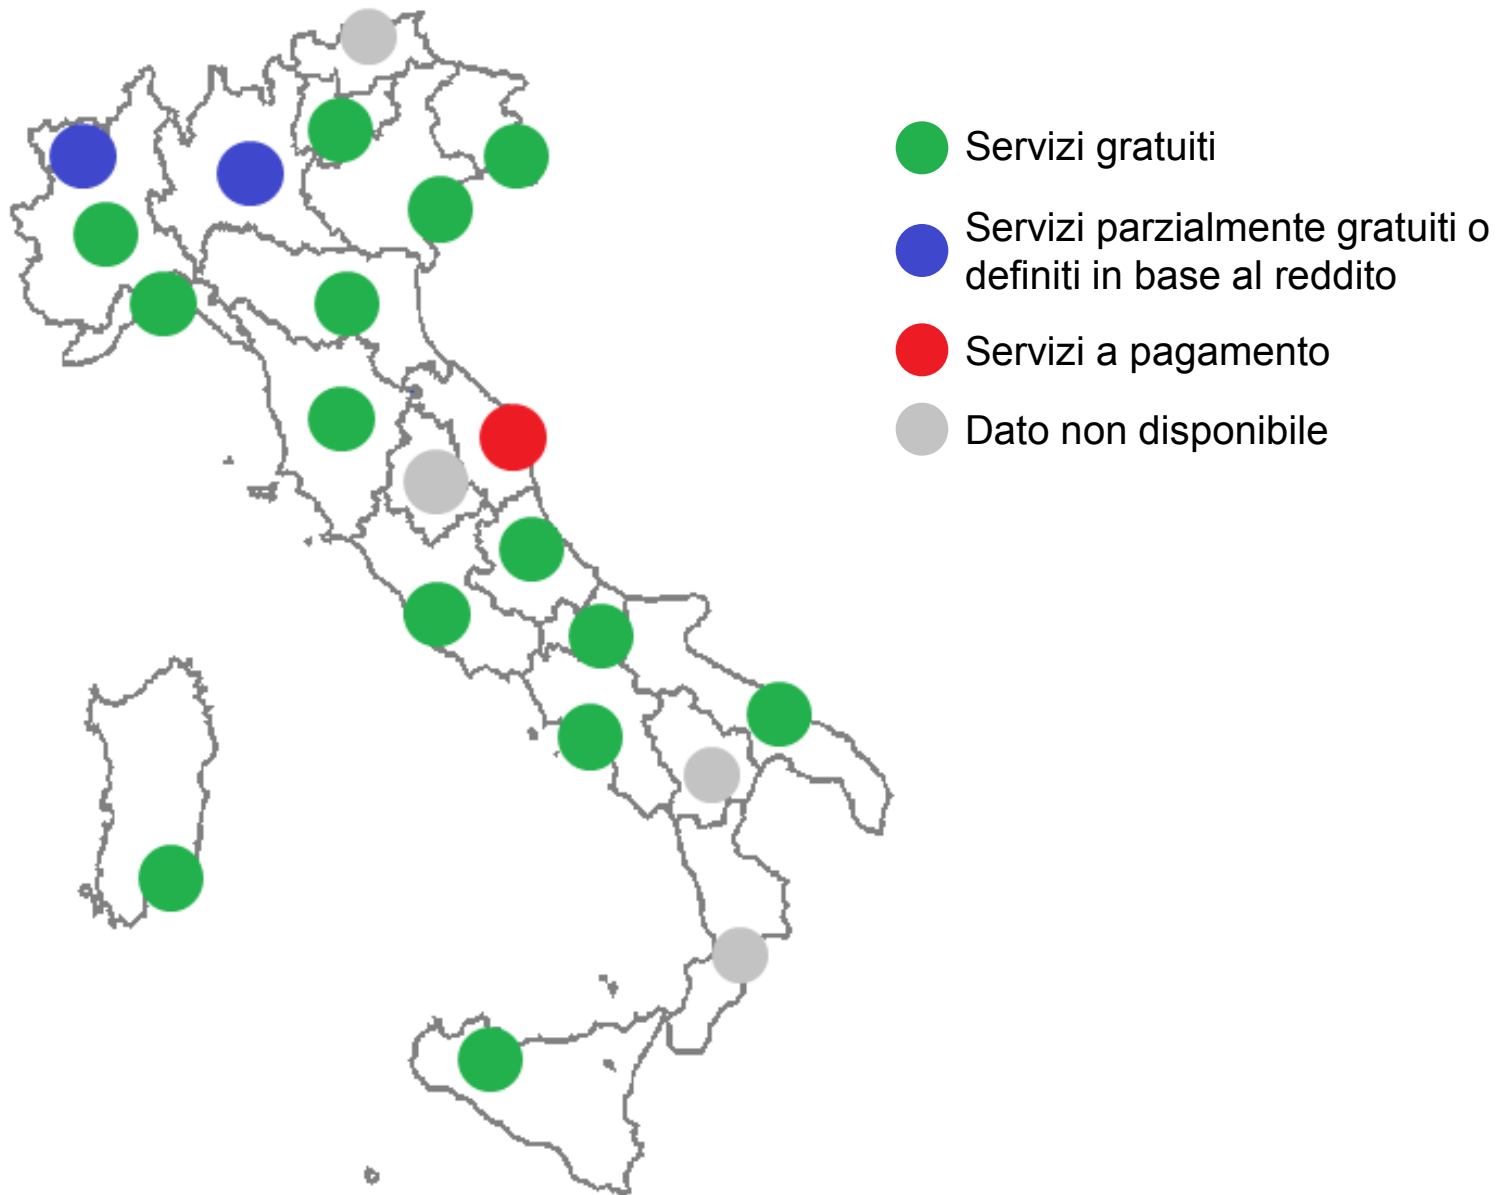 Servizi gratuiti
Servizi parzialmente gratuiti o
definiti in base al reddito
Servizi a pagamento
Dato non disponibile